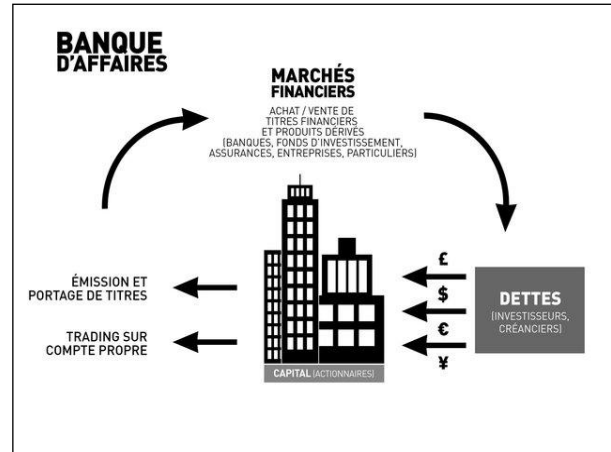 BANQUE
D'AFFAIRES
MARCHÉS
FINANCIERS
ACHAT / VENTE DE
TITRES FINANCIERS
ET PRODUITS DÉRIVÉS
(BANQUES, FONDS D'INVESTISSEMENT,
ASSURANCES, ENTREPRISES, PARTICULIERS)
ÉMISSION ET
PORTAGE DE TITRES
TRADING SUR
COMPTE PROPRE
£
$
€
¥
DETTES
(INVESTISSEURS,
CRÉANCIERS)
CAPITAL (ACTIONNAIRES)